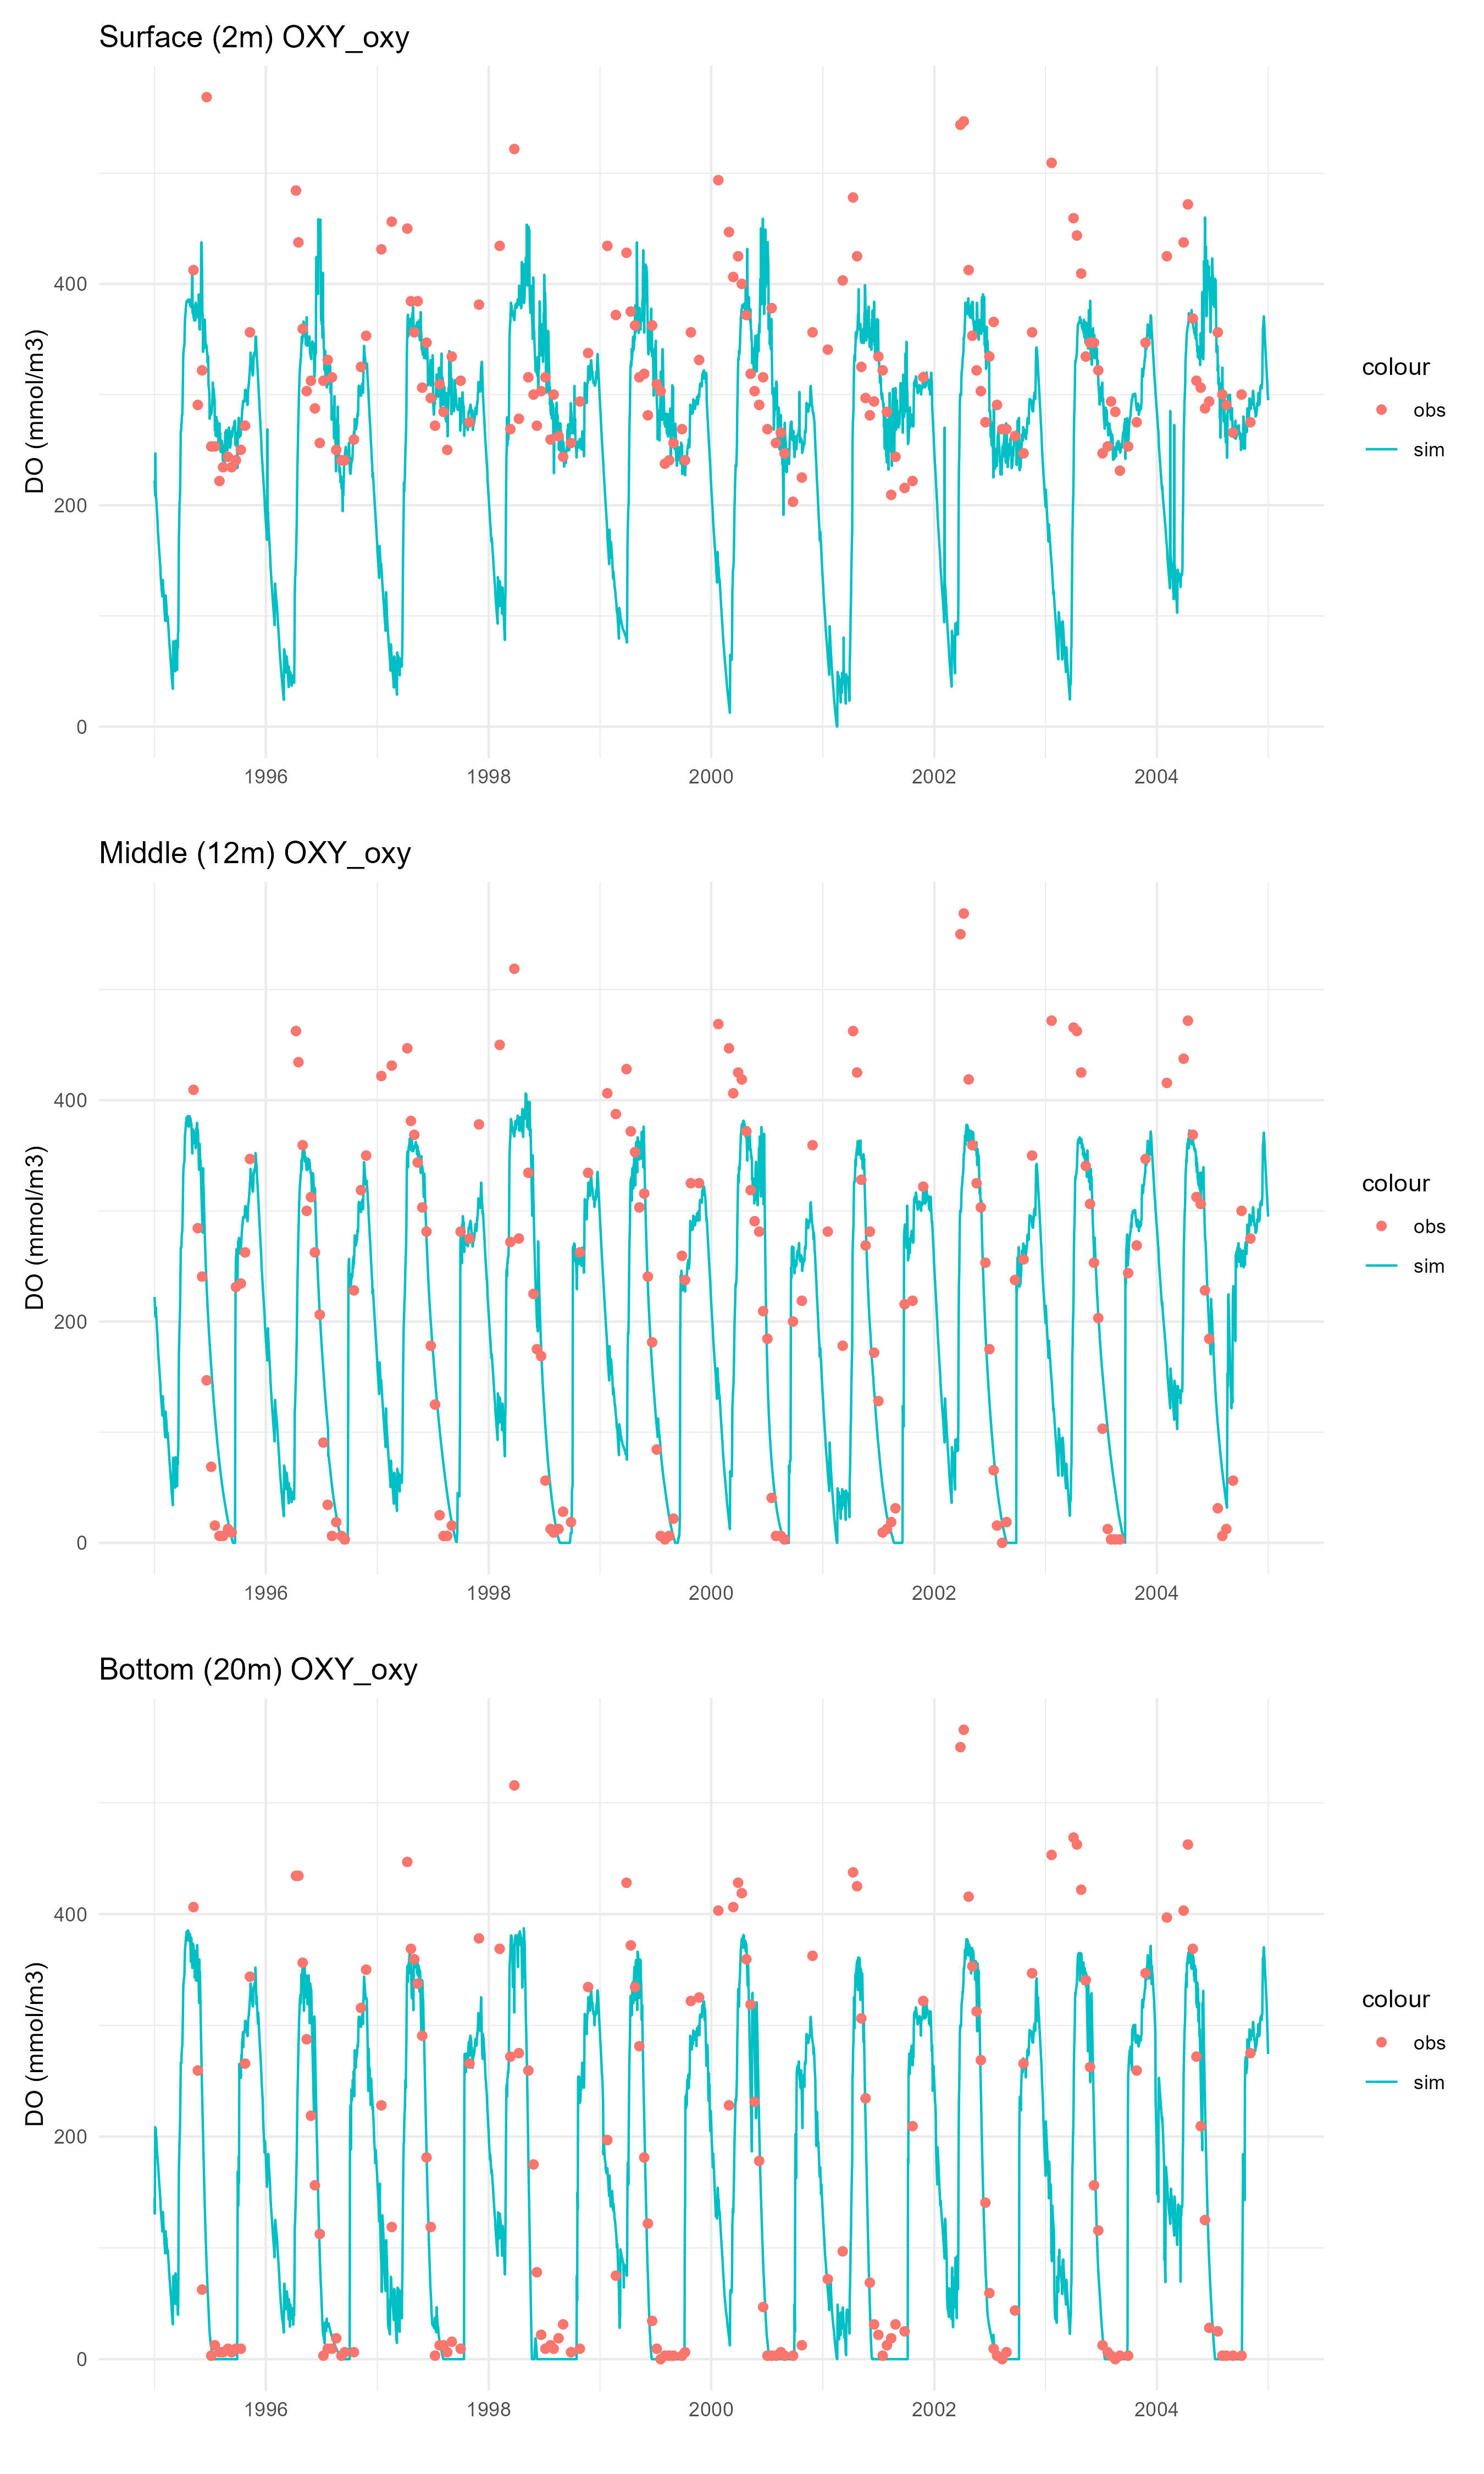 Surface (2m) OXY_oxy
DO (mmol/m3)
400
200
0
1996 1998 2000 2002 2004
colour
obs
sim
Middle (12m) OXY_oxy
DO (mmol/m3)
400
200
0
1996 1998 2000 2002 2004
colour
obs
sim
Bottom (20m) OXY_oxy
DO (mmol/m3)
400
200
0
1996 1998 2000 2002 2004
colour
obs
sim